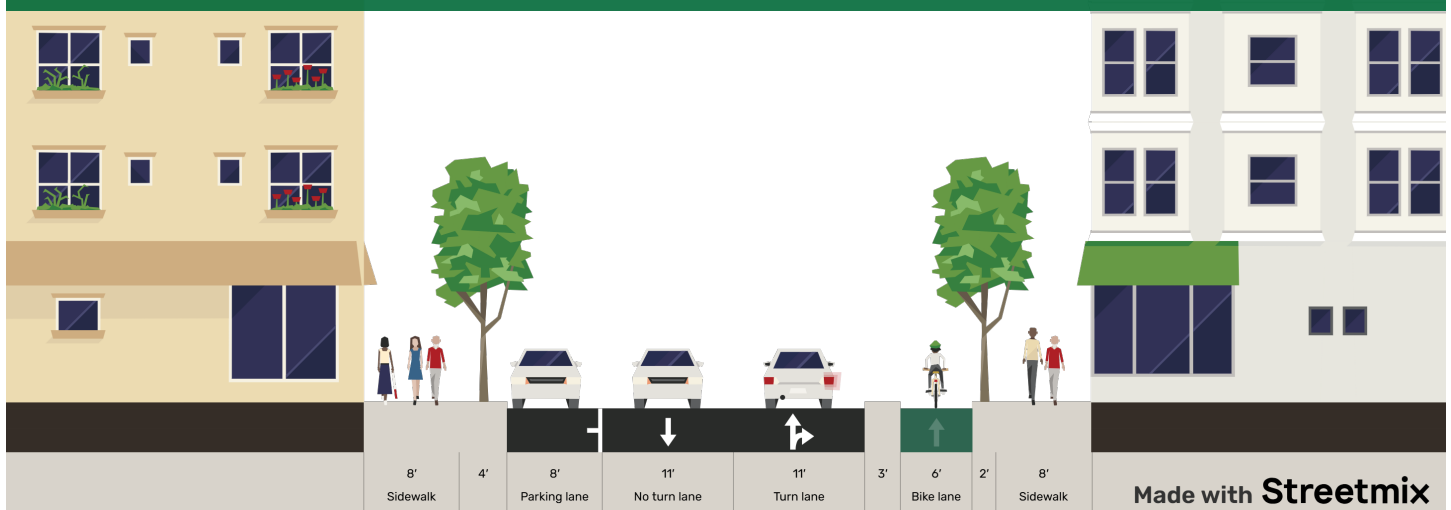 8′ 4′ 8′ 11′ 11′ 3′ 6′ 2′ 8′
Sidewalk Parking lane No turn lane Turn lane Bike lane Sidewalk
Made with Streetmix